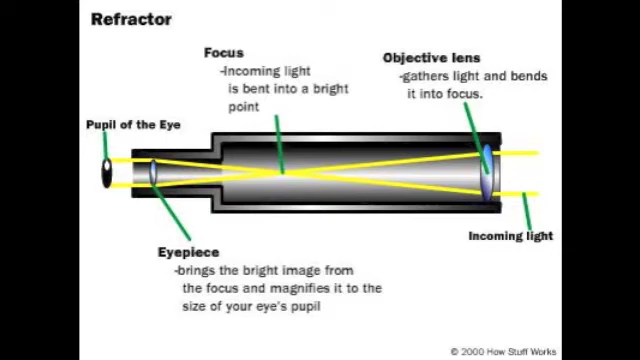 Refractor
Focus
-Incoming light
is bent into a bright
point
Objective lens
-gathers light and bends
it into focus.
Pupil of the Eye
Incoming light
Eyepiece
-brings the bright image from
the focus and magnifies it to the
size of your eye's pupil
© 2000 How Stuff Works